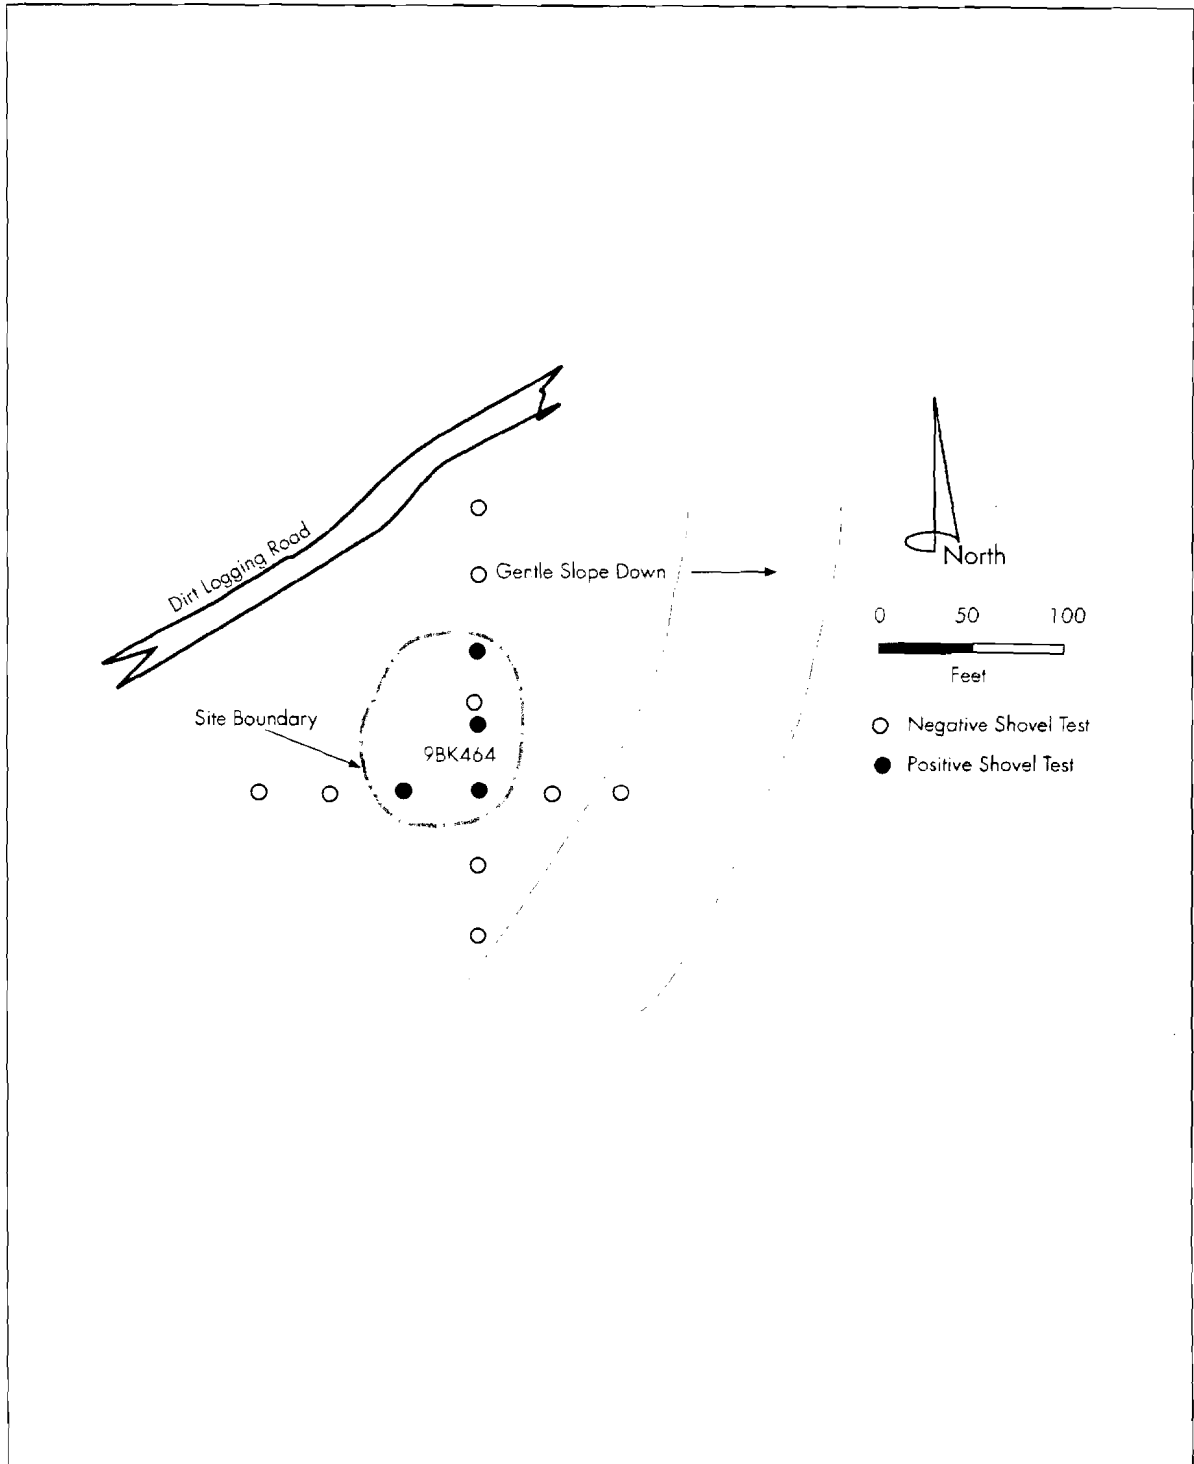 Dirt Logging Road
Gentle Slope Down
North
0 50 100
Feet
Site Boundary
9BK464
Negative Shovel Test
Positive Shovel Test